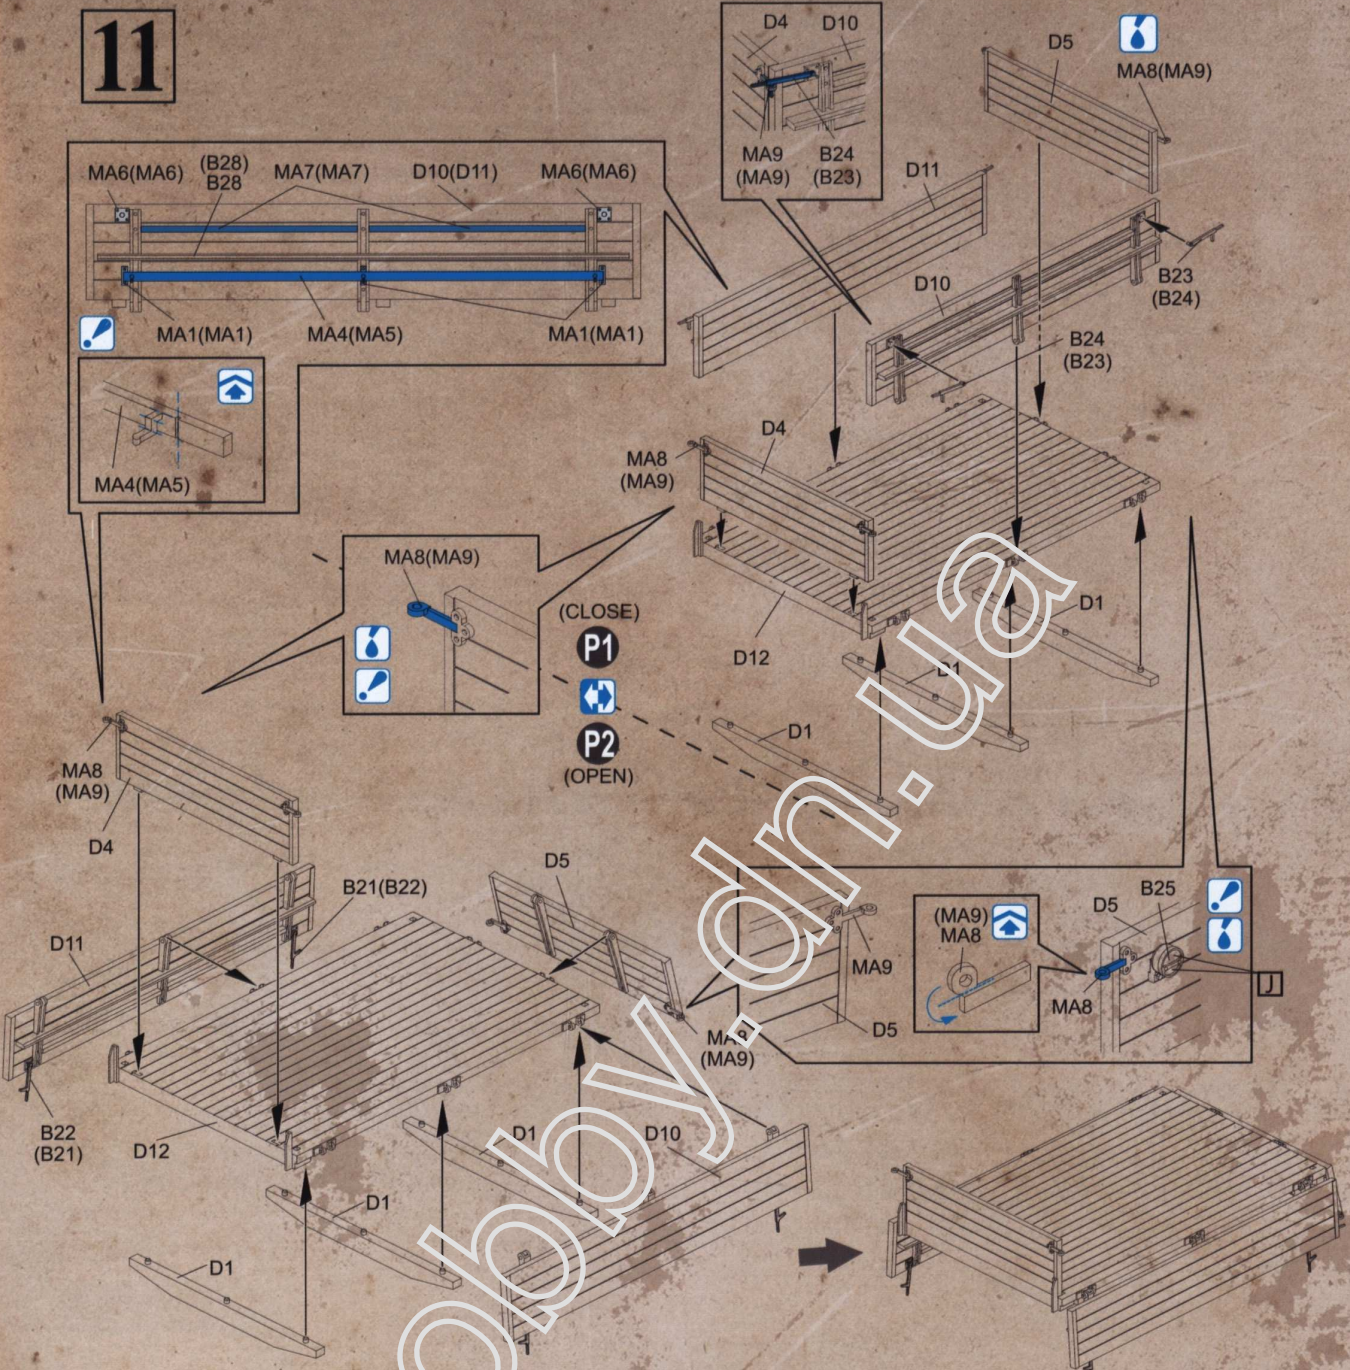 11
D4 D10
MA9 B24
(MA9) (B23)
D5
MA8(MA9)
MA6(MA6)
(B28)
B28
MA7(MA7)
D10(D11)
MA6(MA6)
MA1(MA1)
MA4(MA5)
MA1(MA1)
MA4(MA5)
D11
D10
B23
(B24)
B24
(B23)
MA8
(MA9)
D4
D12
D1
D1
D1
MA8(MA9)
(CLOSE)
P1
P2
(OPEN)
MA8
(MA9)
D4
D11
B21(B22)
D5
MA8
(MA9)
MA9
D5
(MA9)
MA8
D5
B25
MA8
J
B22
(B21)
D12
D1
D10
D1
D1
obby.dn.ua